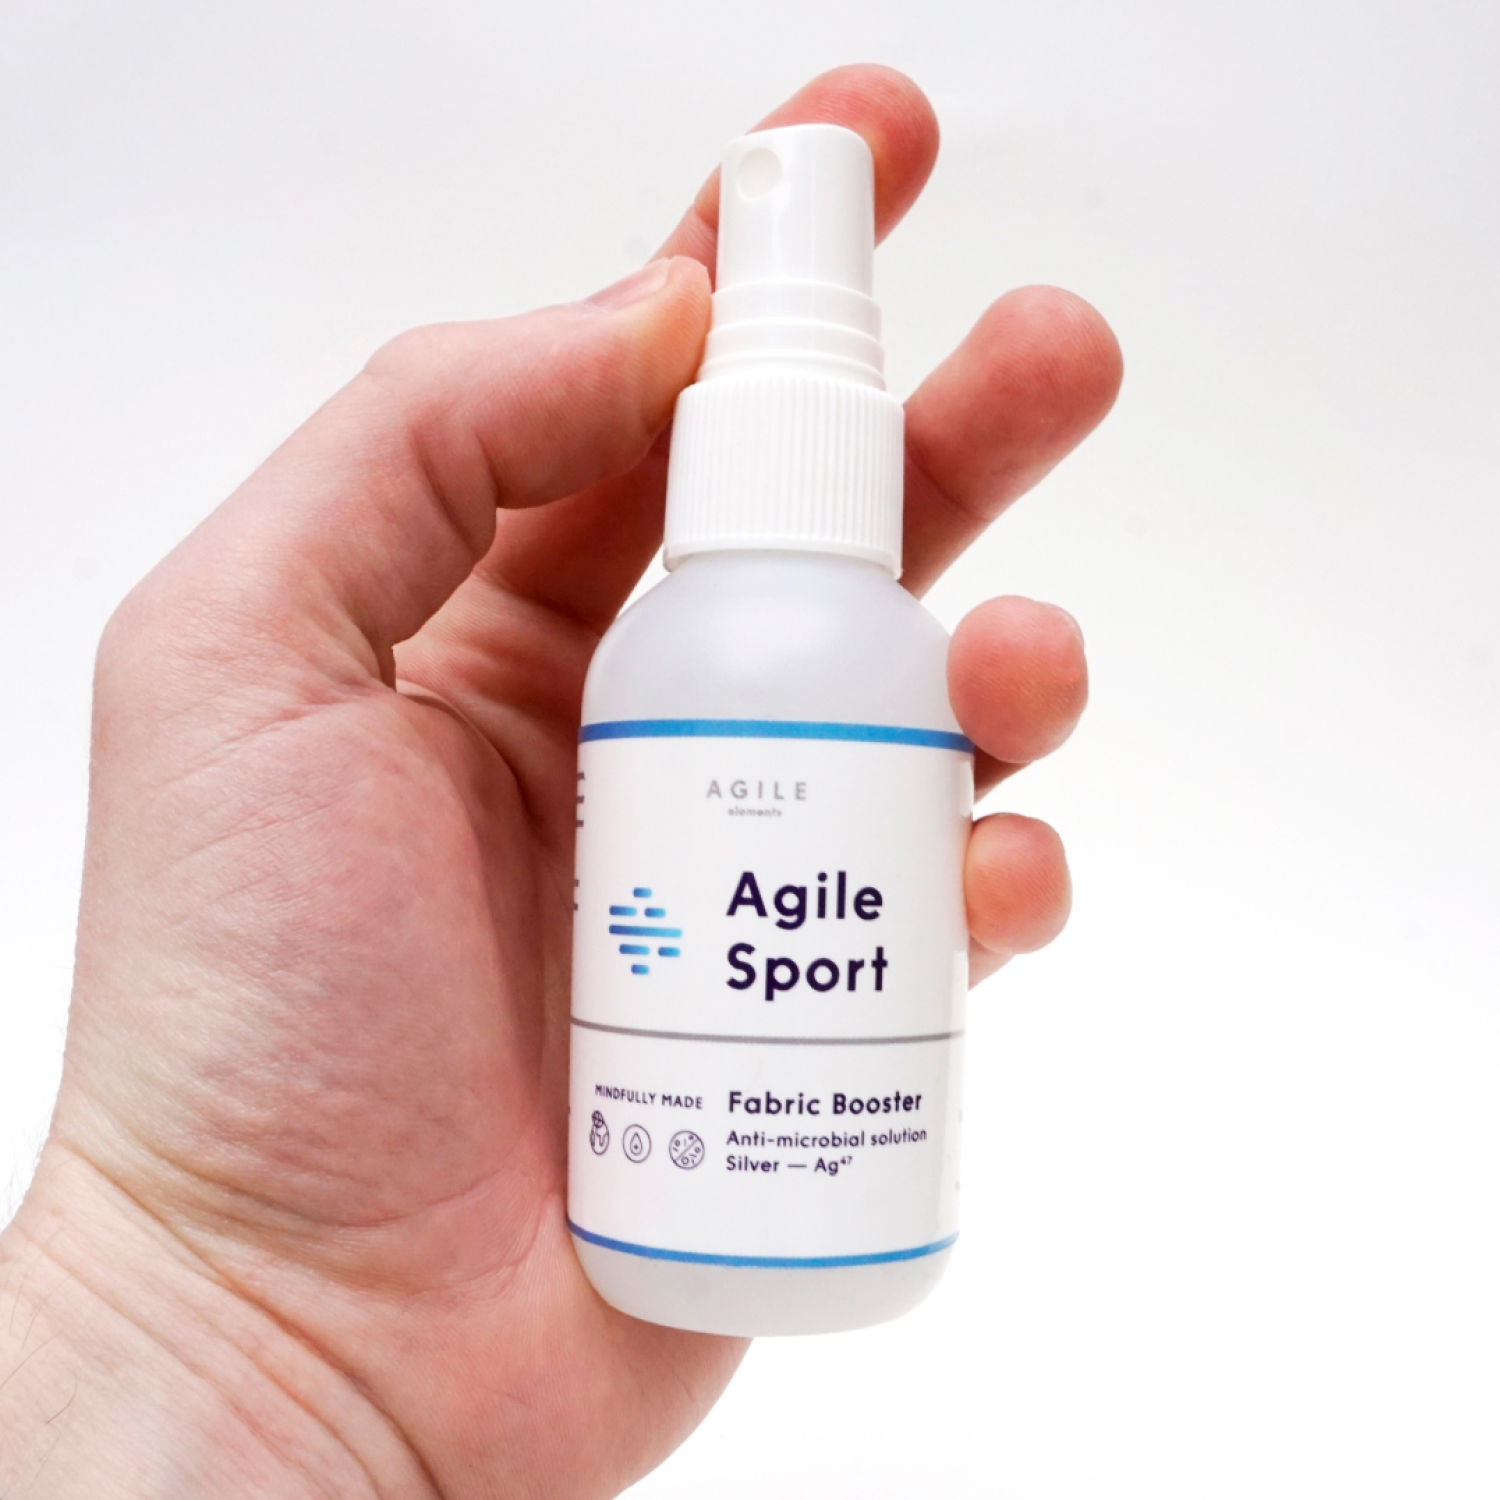 AGILE
elements
Agile
Sport
MINDFULLY MADE
Fabric Booster
Anti-microbial solution
Silver — Ag⁴⁷